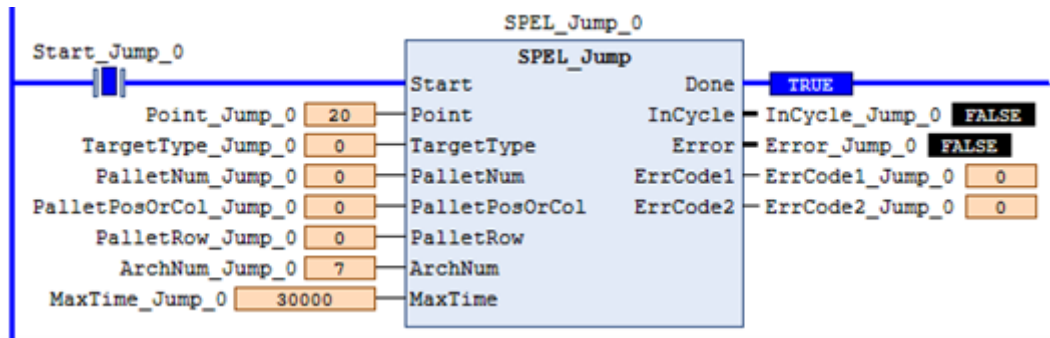 SPEL_Jump_0
Start_Jump_0
SPEL_Jump
Start Done TRUE
Point_Jump_0 20 Point InCycle InCycle_Jump_0 FALSE
TargetType_Jump_0 0 TargetType Error Error_Jump_0 FALSE
PalletNum_Jump_0 0 PalletNum ErrCode1 ErrCode1_Jump_0 0
PalletPosOrCol_Jump_0 0 PalletPosOrCol ErrCode2 ErrCode2_Jump_0 0
PalletRow_Jump_0 0 PalletRow
ArchNum_Jump_0 7 ArchNum
MaxTime_Jump_0 30000 MaxTime